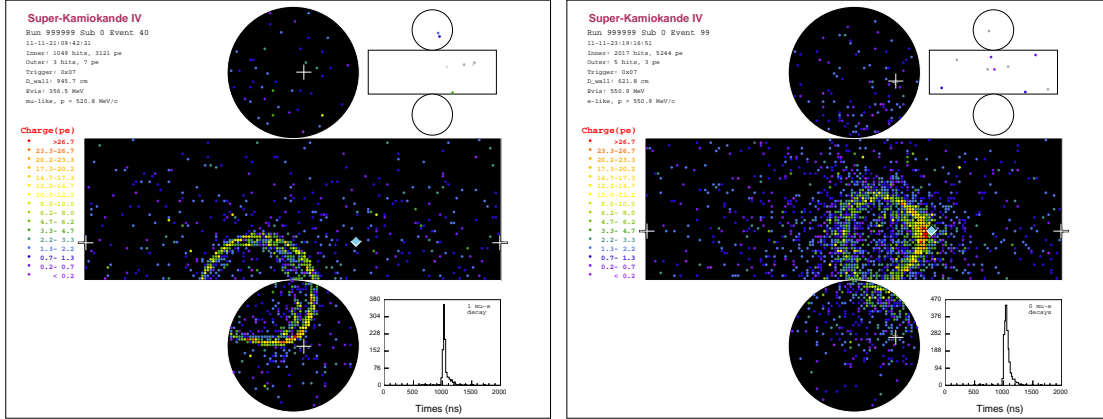 Super-Kamiokande IV
Run 999999 Sub 0 Event 40
11-11-21:09:42:21
Inner: 1049 hits, 3121 pe
Outer: 3 hits, 7 pe
Trigger: 0x07
D_wall: 945.7 cm
Evis: 356.5 MeV
mu-like, p = 520.8 MeV/c
Charge(pe)
>26.7
23.3-26.7
20.2-23.3
17.3-20.2
14.7-17.3
12.2-14.7
10.0-12.2
8.0-10.0
6.2- 8.0
4.7- 6.2
3.3- 4.7
2.2- 3.3
1.3- 2.2
0.7- 1.3
0.2- 0.7
< 0.2
1 mu-e
decay
380
304
228
152
76
0
0 500 1000 1500 2000
Times (ns)
Super-Kamiokande IV
Run 999999 Sub 0 Event 99
11-11-23:19:16:51
Inner: 2017 hits, 5244 pe
Outer: 5 hits, 3 pe
Trigger: 0x07
D_wall: 621.8 cm
Evis: 550.9 MeV
e-like, p = 550.9 MeV/c
Charge(pe)
>26.7
23.3-26.7
20.2-23.3
17.3-20.2
14.7-17.3
12.2-14.7
10.0-12.2
8.0-10.0
6.2- 8.0
4.7- 6.2
3.3- 4.7
2.2- 3.3
1.3- 2.2
0.7- 1.3
0.2- 0.7
< 0.2
0 mu-e
decays
470
376
282
188
94
0
0 500 1000 1500 2000
Times (ns)